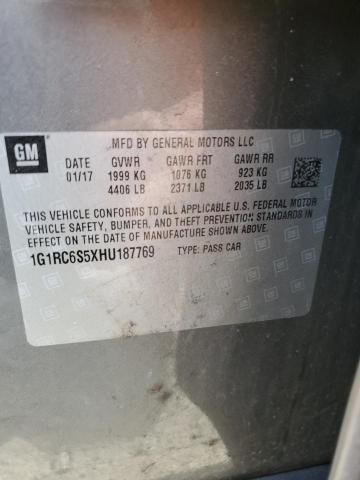 GM
MFD BY GENERAL MOTORS LLC
DATE GVWR GAWR FRT GAWR RR
01/17 1999 KG 1076 KG 923 KG
4406 LB 2371 LB 2035 LB
THIS VEHICLE CONFORMS TO ALL APPLICABLE U.S. FEDERAL MOTOR
VEHICLE SAFETY, BUMPER, AND THEFT PREVENTION STANDARDS
IN EFFECT ON THE DATE OF MANUFACTURE SHOWN ABOVE.
1G1RC6S5XHU187769 TYPE: PASS CAR